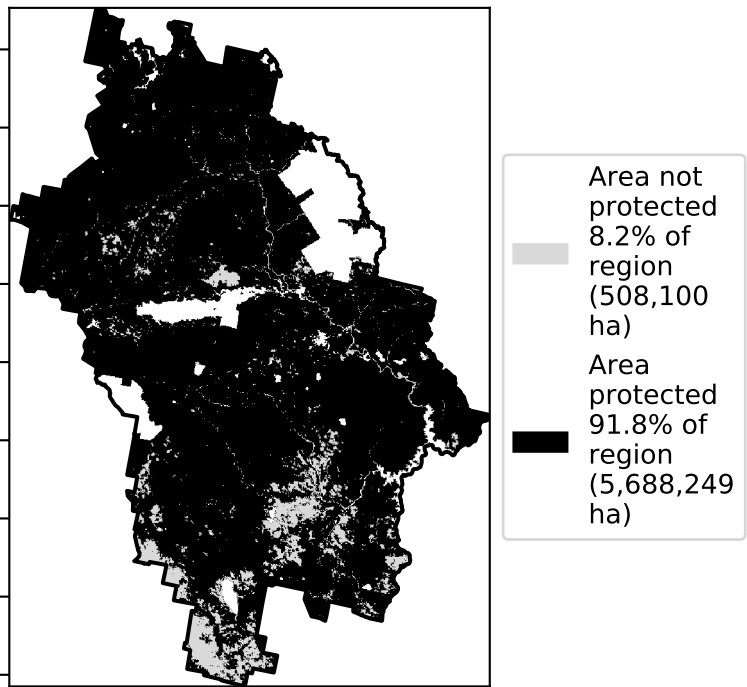 Area not
protected
8.2% of
region
(508,100
ha)
Area
protected
91.8% of
region
(5,688,249
ha)